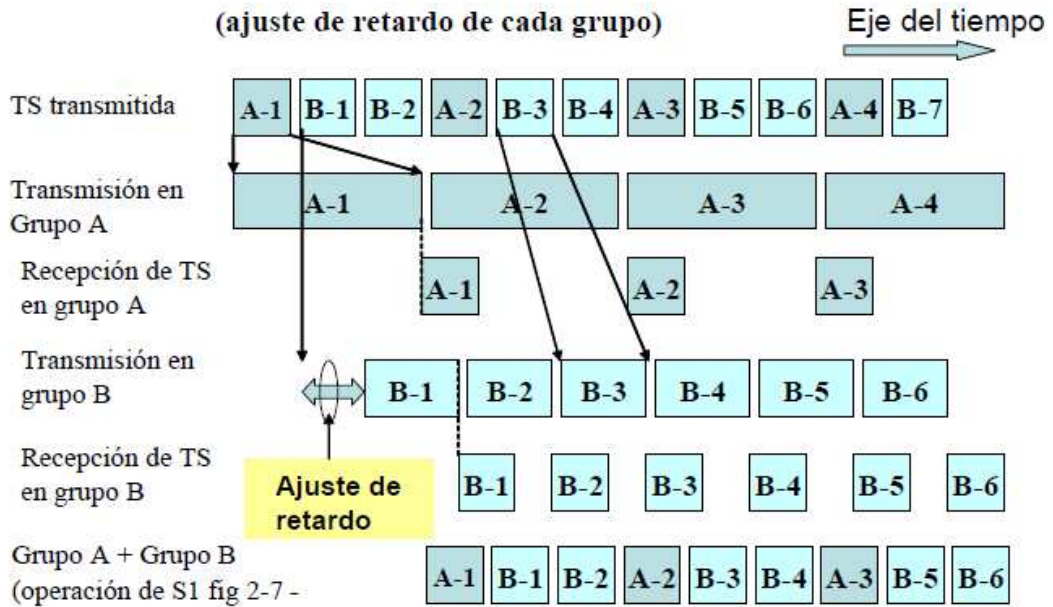 (ajuste de retardo de cada grupo)
Eje del tiempo
TS transmitida
A-1 B-1 B-2 A-2 B-3 B-4 A-3 B-5 B-6 A-4 B-7
Transmisión en
Grupo A
A-1 A-2 A-3 A-4
Recepción de TS
en grupo A
A-1 A-2 A-3
Transmisión en
grupo B
B-1 B-2 B-3 B-4 B-5 B-6
Recepción de TS
en grupo B
B-1 B-2 B-3 B-4 B-5 B-6
Ajuste de
retardo
Grupo A + Grupo B
(operación de S1 fig 2-7 -
A-1 B-1 B-2 A-2 B-3 B-4 A-3 B-5 B-6